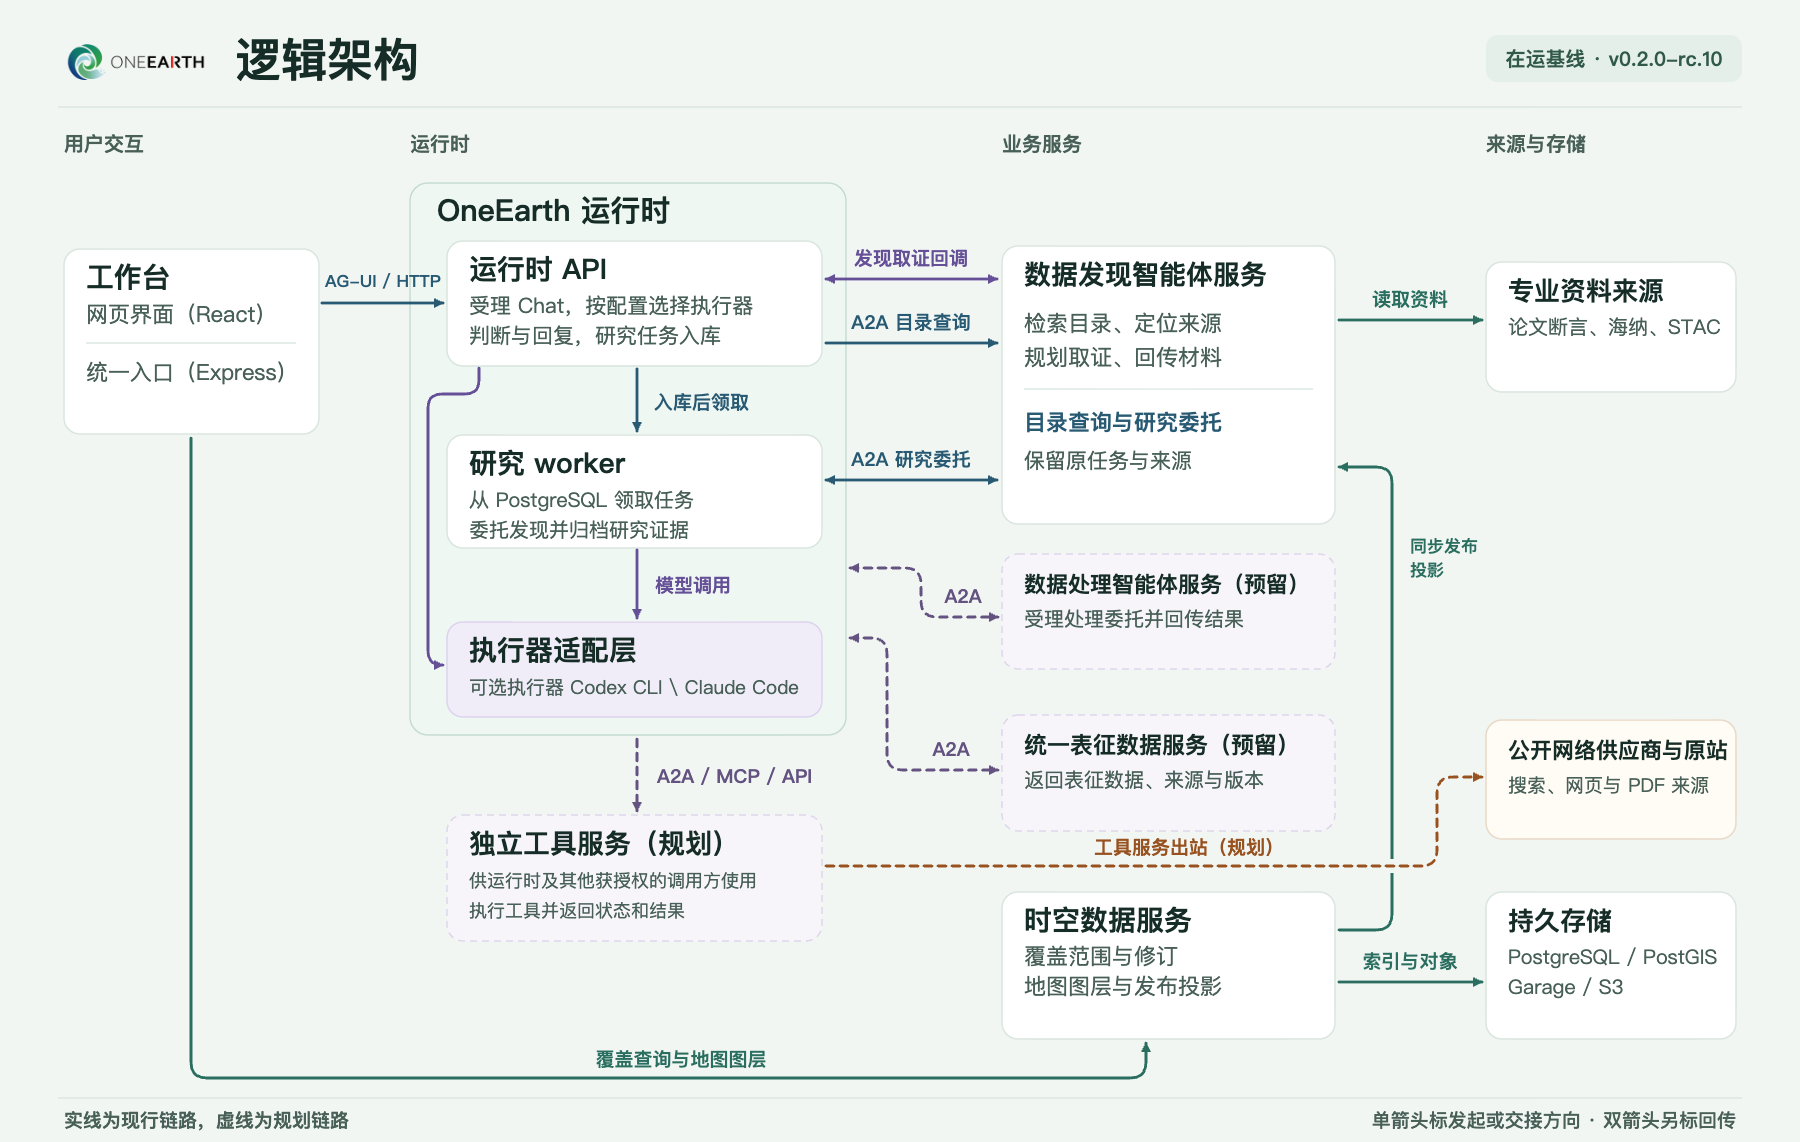 ONEEARTH 逻辑架构
在运基线 · v0.2.0-rc.10
用户交互
运行时
业务服务
来源与存储
工作台
网页界面（React）
统一入口（Express）
AG-UI / HTTP
OneEarth 运行时
运行时 API
受理 Chat，按配置选择执行器
判断与回复，研究任务入库
入库后领取
研究 worker
从 PostgreSQL 领取任务
委托发现并归档研究证据
模型调用
执行器适配层
可选执行器 Codex CLI \ Claude Code
A2A / MCP / API
独立工具服务（规划）
供运行时及其他获授权的调用方使用
执行工具并返回状态和结果
发现取证回调
A2A 目录查询
A2A 研究委托
A2A
A2A
数据发现智能体服务
检索目录、定位来源
规划取证、回传材料
目录查询与研究委托
保留原任务与来源
数据处理智能体服务（预留）
受理处理委托并回传结果
统一表征数据服务（预留）
返回表征数据、来源与版本
工具服务出站（规划）
时空数据服务
覆盖范围与修订
地图图层与发布投影
读取资料
同步发布
投影
索引与对象
专业资料来源
论文断言、海纳、STAC
公开网络供应商与原站
搜索、网页与 PDF 来源
持久存储
PostgreSQL / PostGIS
Garage / S3
覆盖查询与地图图层
实线为现行链路，虚线为规划链路
单箭头标发起或交接方向 · 双箭头另标回传